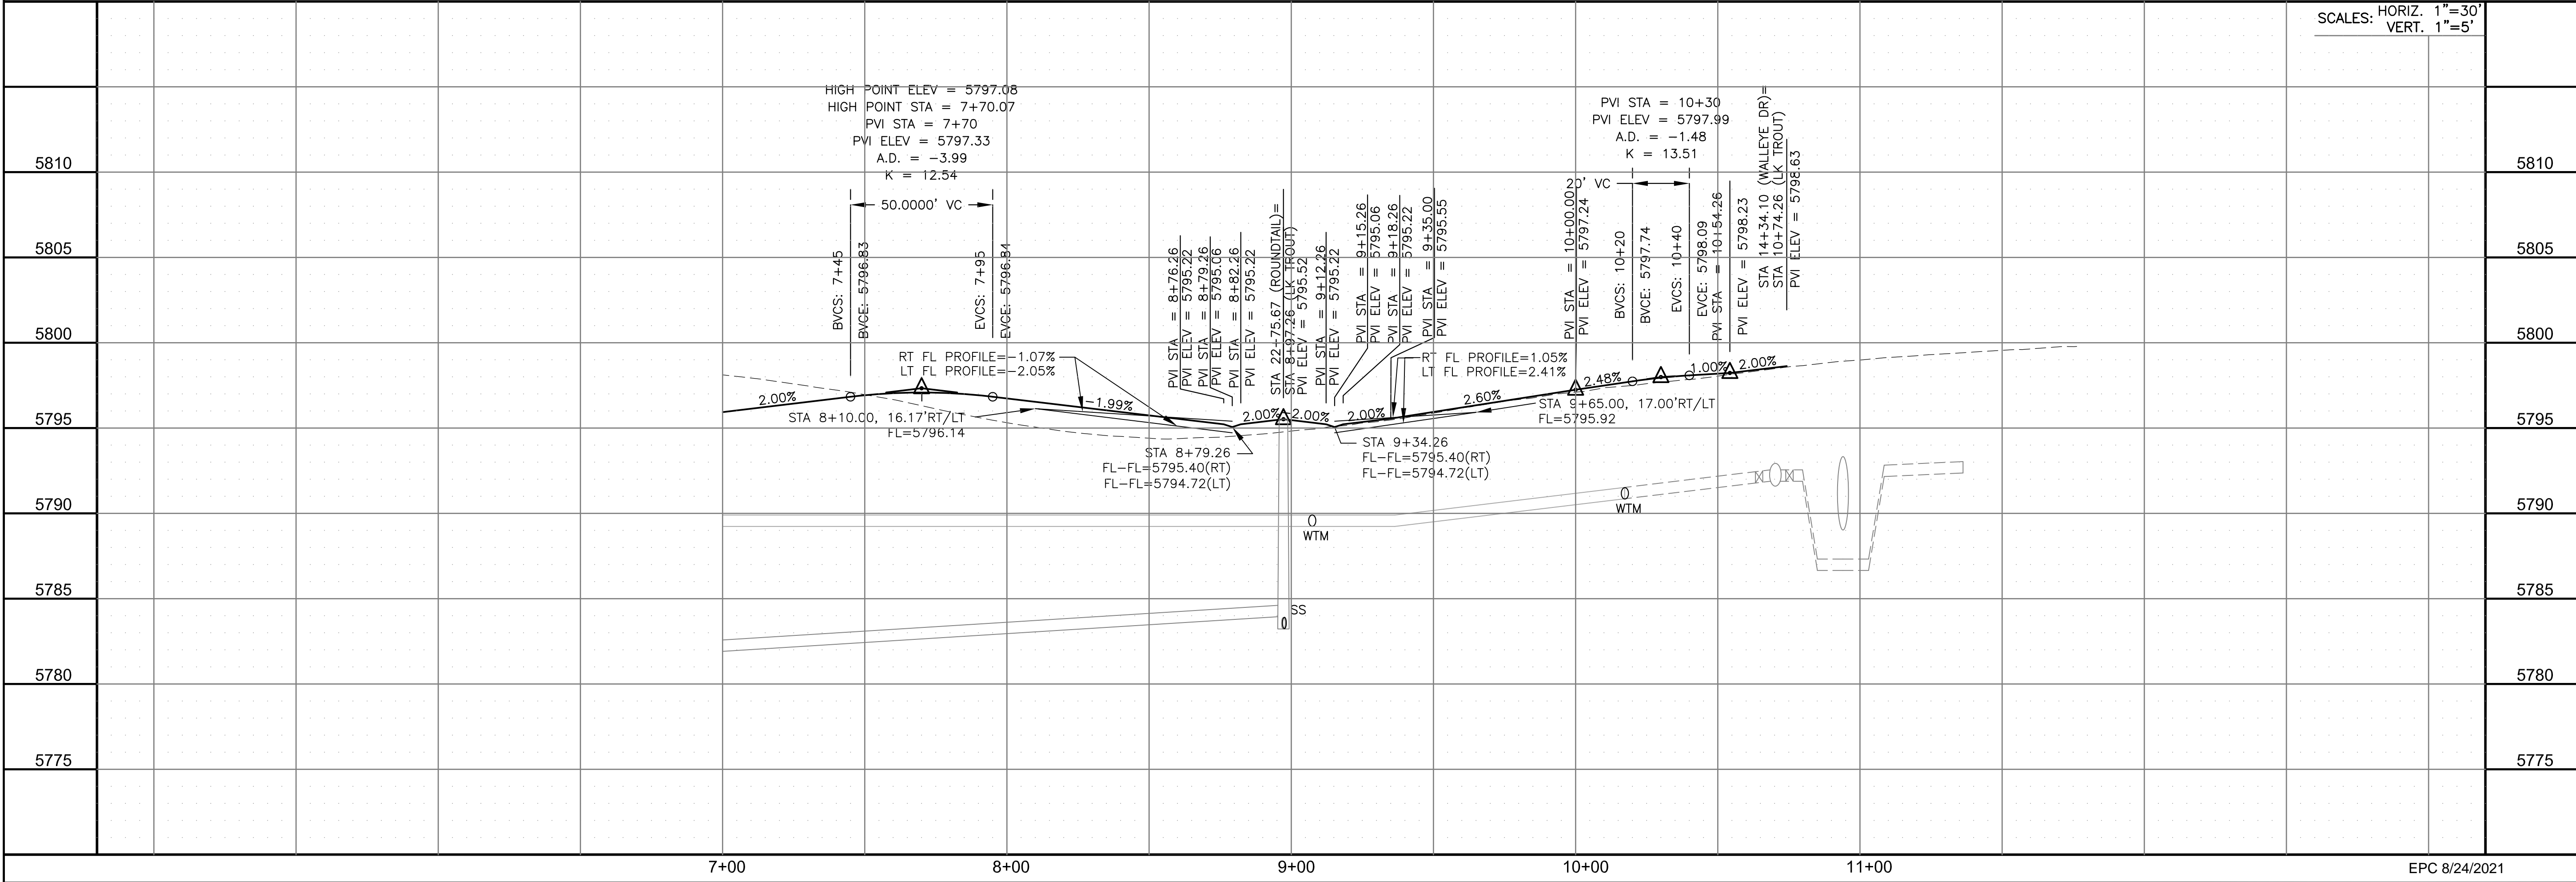 SCALES: HORIZ. 1"=30'
VERT. 1"=5'
HIGH POINT ELEV = 5797.08
HIGH POINT STA = 7+70.07
PVI STA = 7+70
PVI ELEV = 5797.33
A.D. = -3.99
K = 12.54
50.0000' VC
BVCS: 7+45
BVCE: 5796.83
EVCS: 7+95
EVCE: 5796.84
PVI STA = 8+76.26
PVI ELEV = 5795.22
PVI STA = 8+79.26
PVI ELEV = 5795.06
PVI STA = 8+82.26
PVI ELEV = 5795.22
STA 22+75.67 (ROUNDTAIL)=
STA 8+97.26 (LK TROUT)
PVI ELEV = 5795.52
PVI STA = 9+12.26
PVI ELEV = 5795.22
PVI STA = 9+15.26
PVI ELEV = 5795.06
PVI STA = 9+18.26
PVI ELEV = 5795.22
PVI STA = 9+35.00
PVI ELEV = 5795.55
PVI STA = 10+30
PVI ELEV = 5797.99
A.D. = -1.48
K = 13.51
20' VC
PVI STA = 10+000.000
PVI ELEV = 5797.24
BVCS: 10+20
BVCE: 5797.74
EVCS: 10+40
EVCE: 5798.09
PVI STA = 10+54.26
PVI ELEV = 5798.23
STA 14+34.10 (WALLEYE DR)=
STA 10+74.26 (LK TROUT)
PVI ELEV = 5798.63
RT FL PROFILE=-1.07%
LT FL PROFILE=-2.05%
RT FL PROFILE=1.05%
LT FL PROFILE=2.41%
2.00%
-1.99%
2.00%
-2.00%
2.00%
2.60%
2.48%
1.00%
2.00%
STA 8+10.00, 16.17'RT/LT
FL=5796.14
STA 8+79.26
FL-FL=5795.40(RT)
FL-FL=5794.72(LT)
STA 9+34.26
FL-FL=5795.40(RT)
FL-FL=5794.72(LT)
STA 9+65.00, 17.00'RT/LT
FL=5795.92
WTM
WTM
SS
5810
5805
5800
5795
5790
5785
5780
5775
5810
5805
5800
5795
5790
5785
5780
5775
7+00
8+00
9+00
10+00
11+00
EPC 8/24/2021